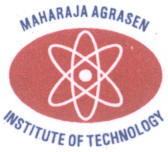 MAHARAJA AGRASEN
INSTITUTE OF TECHNOLOGY